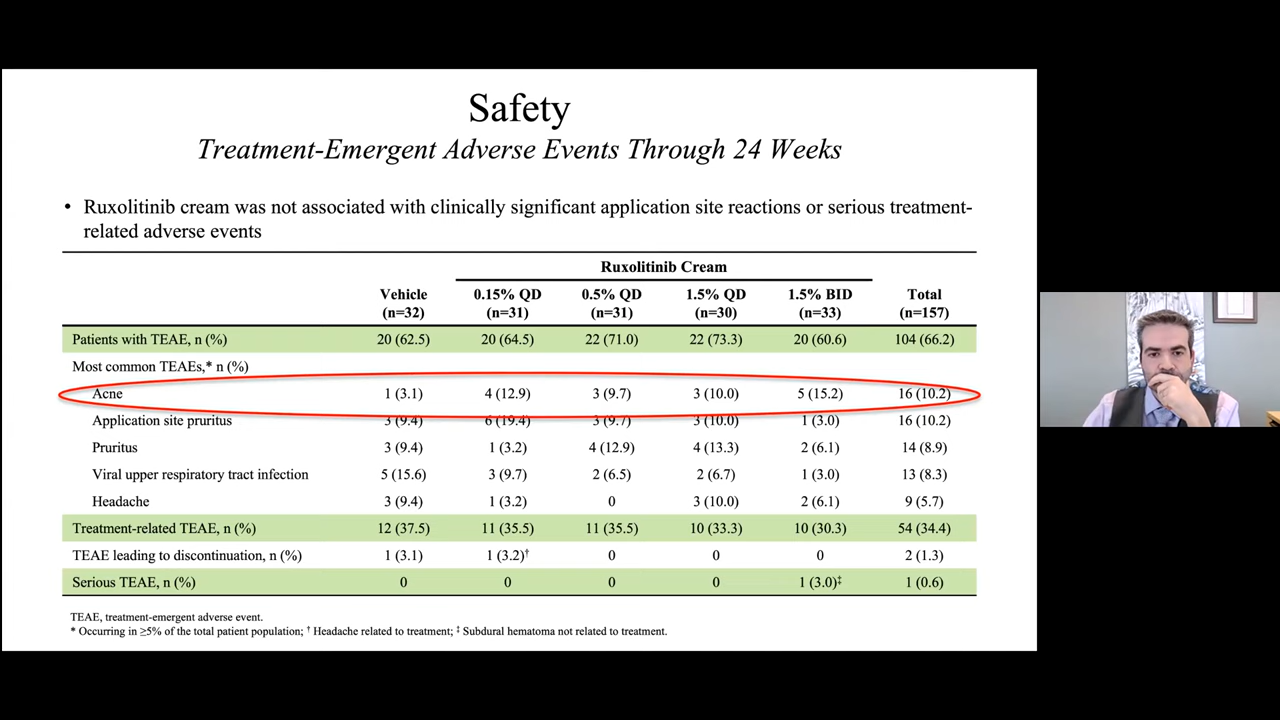 Safety
Treatment-Emergent Adverse Events Through 24 Weeks
• Ruxolitinib cream was not associated with clinically significant application site reactions or serious treatment-
related adverse events
Ruxolitinib Cream
Vehicle 0.15% QD 0.5% QD 1.5% QD 1.5% BID Total
(n=32) (n=31) (n=31) (n=30) (n=33) (n=157)
Patients with TEAE, n (%) 20 (62.5) 20 (64.5) 22 (71.0) 22 (73.3) 20 (60.6) 104 (66.2)
Most common TEAEs,* n (%)
Acne 1 (3.1) 4 (12.9) 3 (9.7) 3 (10.0) 5 (15.2) 16 (10.2)
Application site pruritus 3 (9.4) 6 (19.4) 3 (9.7) 3 (10.0) 1 (3.0) 16 (10.2)
Pruritus 3 (9.4) 1 (3.2) 4 (12.9) 4 (13.3) 2 (6.1) 14 (8.9)
Viral upper respiratory tract infection 5 (15.6) 3 (9.7) 2 (6.5) 2 (6.7) 1 (3.0) 13 (8.3)
Headache 3 (9.4) 1 (3.2) 0 3 (10.0) 2 (6.1) 9 (5.7)
Treatment-related TEAE, n (%) 12 (37.5) 11 (35.5) 11 (35.5) 10 (33.3) 10 (30.3) 54 (34.4)
TEAE leading to discontinuation, n (%) 1 (3.1) 1 (3.2)† 0 0 0 2 (1.3)
Serious TEAE, n (%) 0 0 0 0 1 (3.0)‡ 1 (0.6)
TEAE, treatment-emergent adverse event.
* Occurring in ≥5% of the total patient population; † Headache related to treatment; ‡ Subdural hematoma not related to treatment.